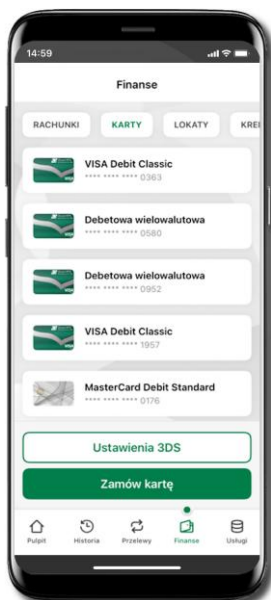 14:59
Finanse
RACHUNKI KARTY LOKATY KREI
VISA Debit Classic
**** **** **** 0363
Debetowa wielowalutowa
**** **** **** 0580
Debetowa wielowalutowa
**** **** **** 0952
VISA Debit Classic
**** **** **** 1957
MasterCard Debit Standard
**** **** **** 0176
Ustawienia 3DS
Zamów kartę
Pulpit Historia Przelewy Finanse Usługi